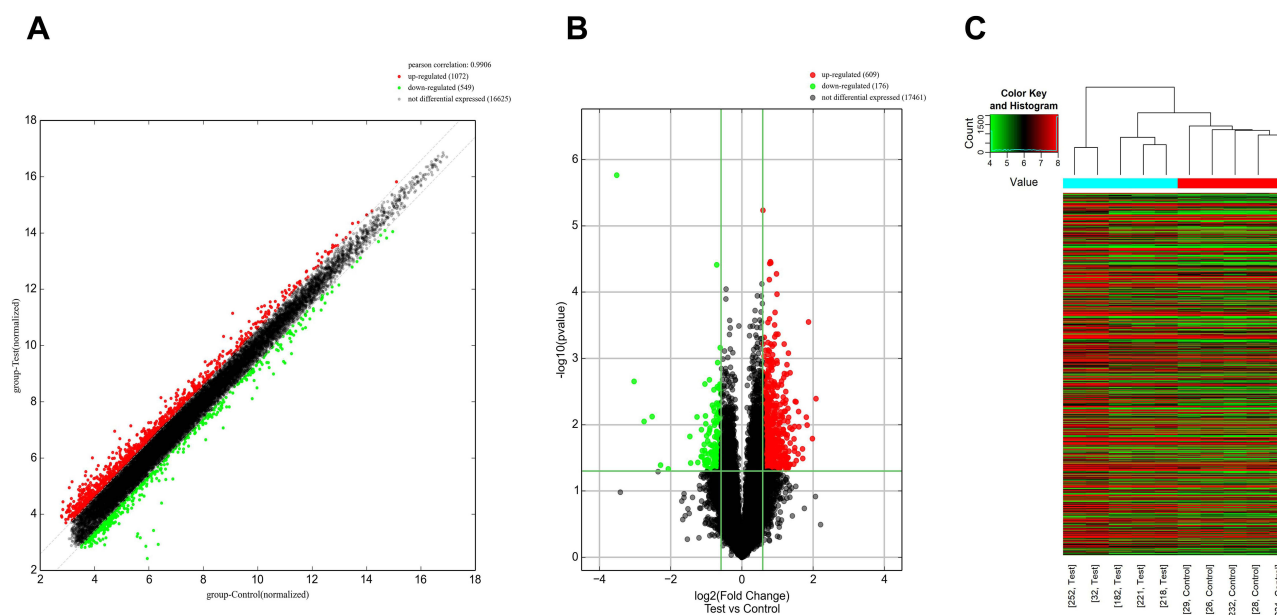 A
B
C
pearson correlation: 0.9906
up-regulated (1072)
down-regulated (549)
not differential expressed (16625)
18
16
14
12
10
8
6
4
2
2
4
6
8
10
12
14
16
18
group-Test(normalized)
group-Control(normalized)
up-regulated (609)
down-regulated (176)
not differential expressed (17461)
6
5
4
3
2
1
0
−4
−2
0
2
4
-log10(pvalue)
log2(Fold Change)
Test vs Control
Color Key
and Histogram
Count
0
1500
4
5
6
7
8
Value
[252, Test]
[32, Test]
[182, Test]
[221, Test]
[218, Test]
[29, Control]
[26, Control]
[232, Control]
[28, Control]